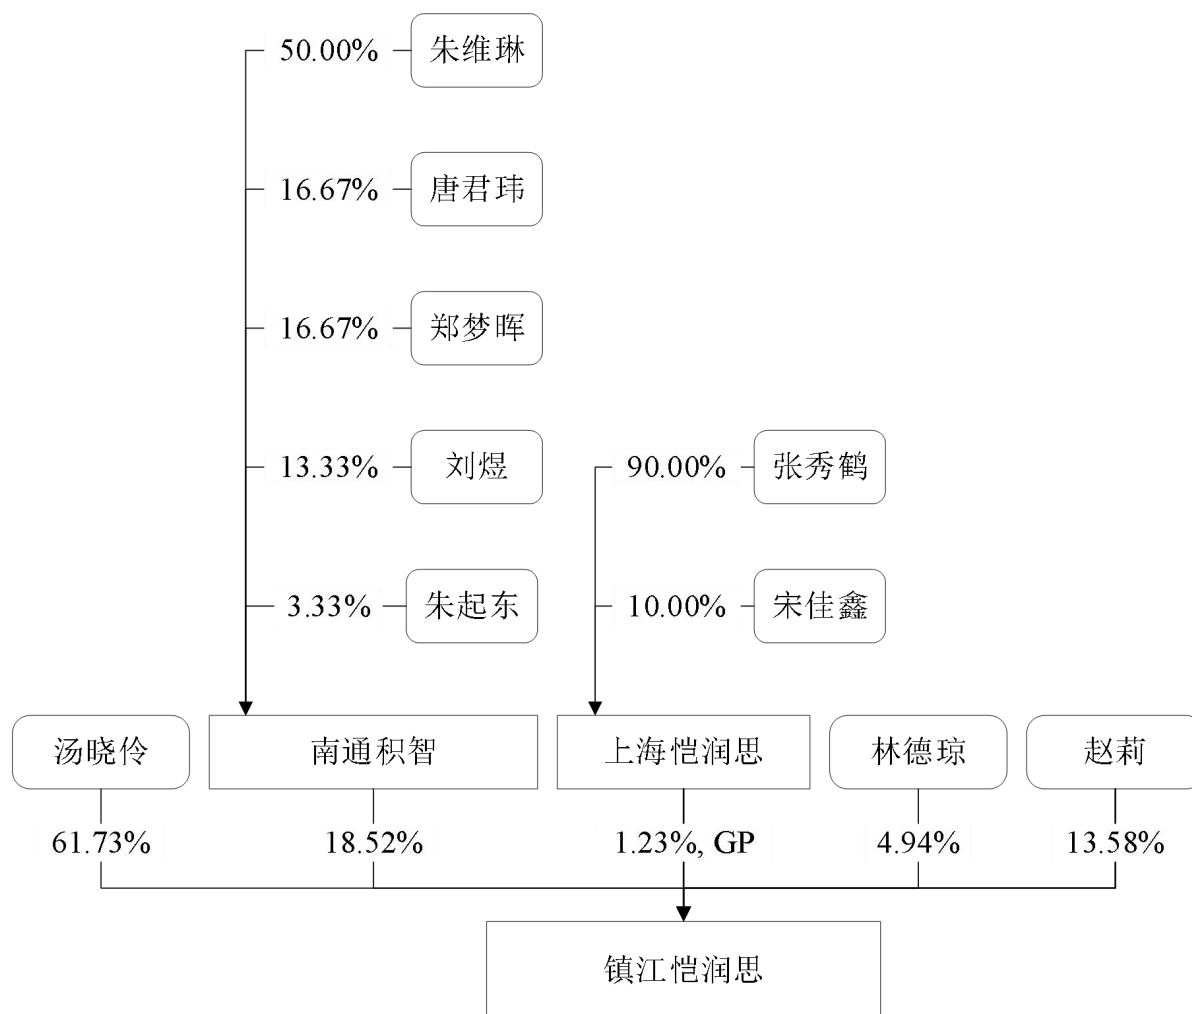 50.00% 朱维琳
16.67% 唐君玮
16.67% 郑梦晖
13.33% 刘煜 90.00% 张秀鹤
3.33% 朱起东 10.00% 宋佳鑫
汤晓伶 南通积智 上海恺润思 林德琼 赵莉
61.73% 18.52% 1.23%, GP 4.94% 13.58%
镇江恺润思